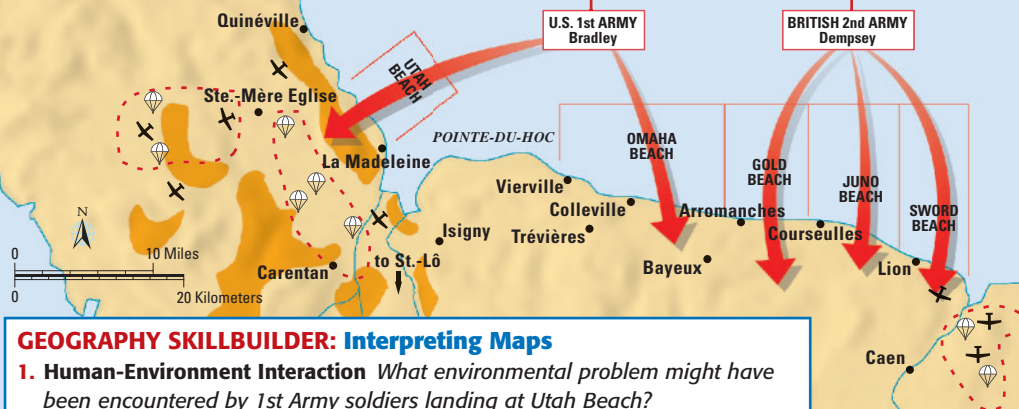 Quinéville
U.S. 1st ARMY
Bradley
BRITISH 2nd ARMY
Dempsey
UTAH
BEACH
Ste.-Mère Eglise
POINTE-DU-HOC
OMAHA
BEACH
La Madeleine
GOLD
BEACH
Vierville
JUNO
BEACH
Colleville
Arromanches
SWORD
BEACH
Isigny
Trévières
Courseulles
N
0
10 Miles
Carentan
to St.-Lô
Bayeux
Lion
0
20 Kilometers
Caen
GEOGRAPHY SKILLBUILDER: Interpreting Maps
1. Human-Environment Interaction What environmental problem might have
been encountered by 1st Army soldiers landing at Utah Beach?